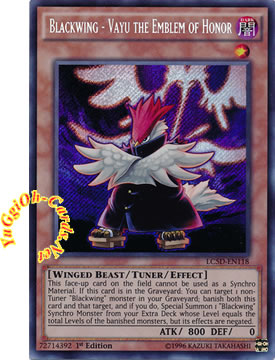 Blackwing - Vayu the Emblem of Honor
DARK
YuGgiOh-Cards.Net
LC5D-EN118
[Winged Beast/Tuner/Effect]
This face-up card on the field cannot be used as a Synchro
Material. If this card is in the Graveyard: You can target 1 non-
Tuner "Blackwing" monster in your Graveyard; banish both this
card and that target, and if you do, Special Summon 1 "Blackwing"
Synchro Monster from your Extra Deck whose Level equals the
total Levels of the banished monsters, but its effects are negated.
ATK/ 800 DEF/ 0
72714392 1st Edition ©1996 KAZUKI TAKAHASHI